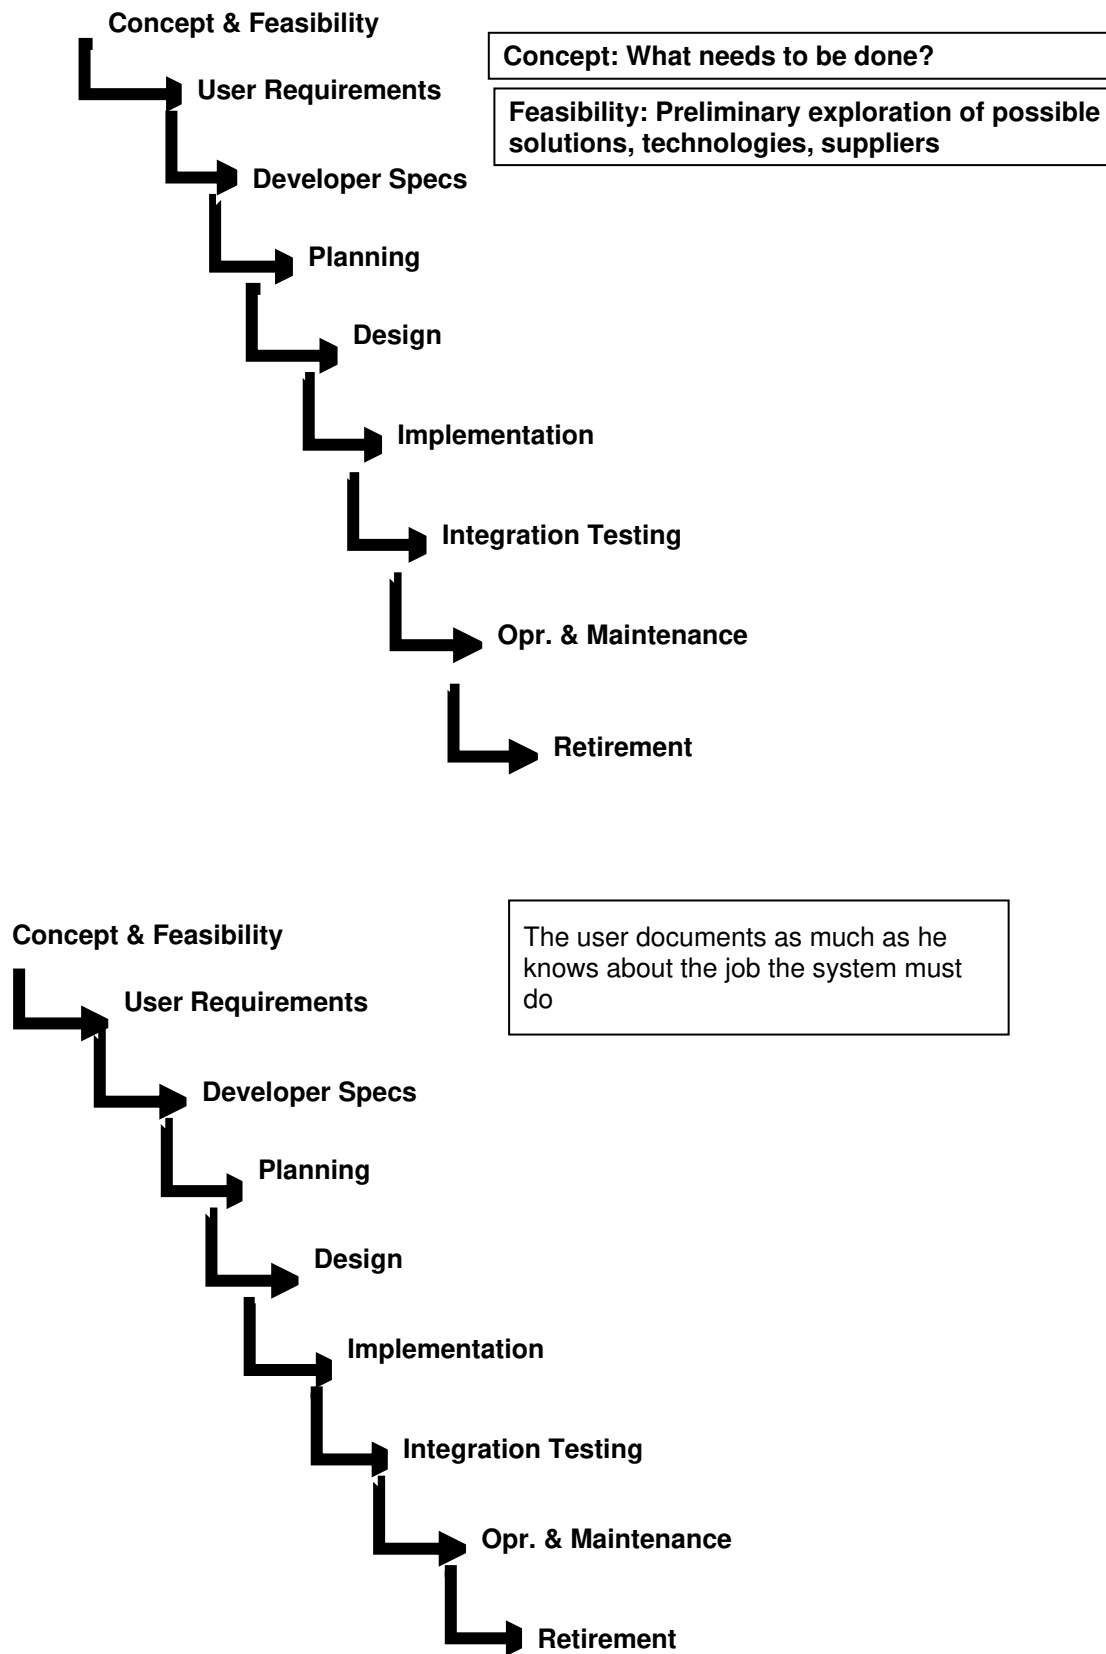 Concept & Feasibility
Concept: What needs to be done?
User Requirements
Feasibility: Preliminary exploration of possible
solutions, technologies, suppliers
Developer Specs
Planning
Design
Implementation
Integration Testing
Opr. & Maintenance
Retirement
Concept & Feasibility
The user documents as much as he
knows about the job the system must
do
User Requirements
Developer Specs
Planning
Design
Implementation
Integration Testing
Opr. & Maintenance
Retirement